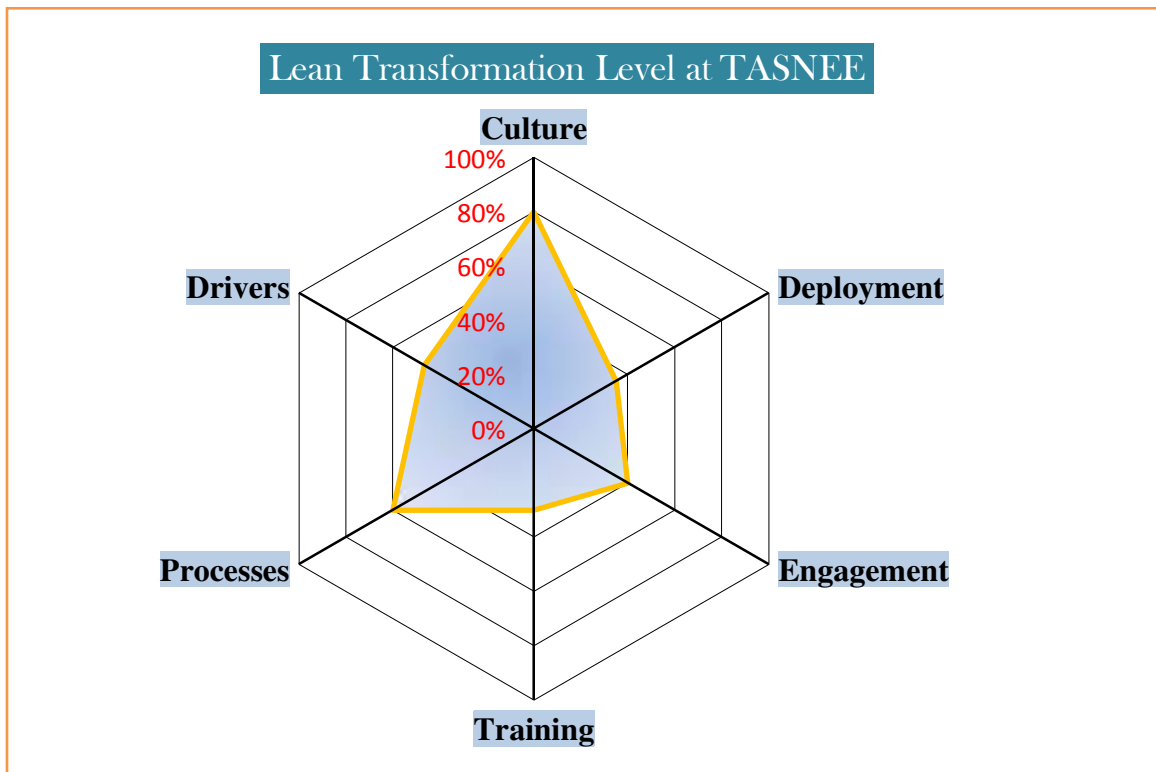 Lean Transformation Level at TASNEE
Culture
100%
80%
60%
40%
20%
0%
Drivers
Deployment
Processes
Engagement
Training